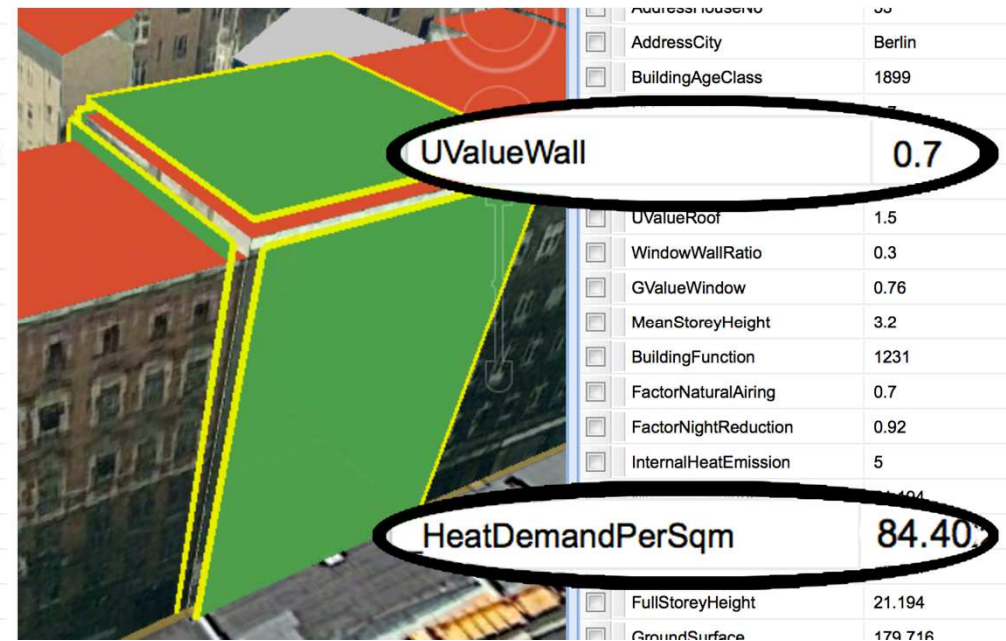 AddressHouseNo 53
AddressCity Berlin
BuildingAgeClass 1899
UValueWall 0.7
UValueRoof 1.5
WindowWallRatio 0.3
GValueWindow 0.76
MeanStoreyHeight 3.2
BuildingFunction 1231
FactorNaturalAiring 0.7
FactorNightReduction 0.92
InternalHeatEmission 5
HeatDemandPerSqm 84.40
FullStoreyHeight 21.194
GroundSurface 179.716